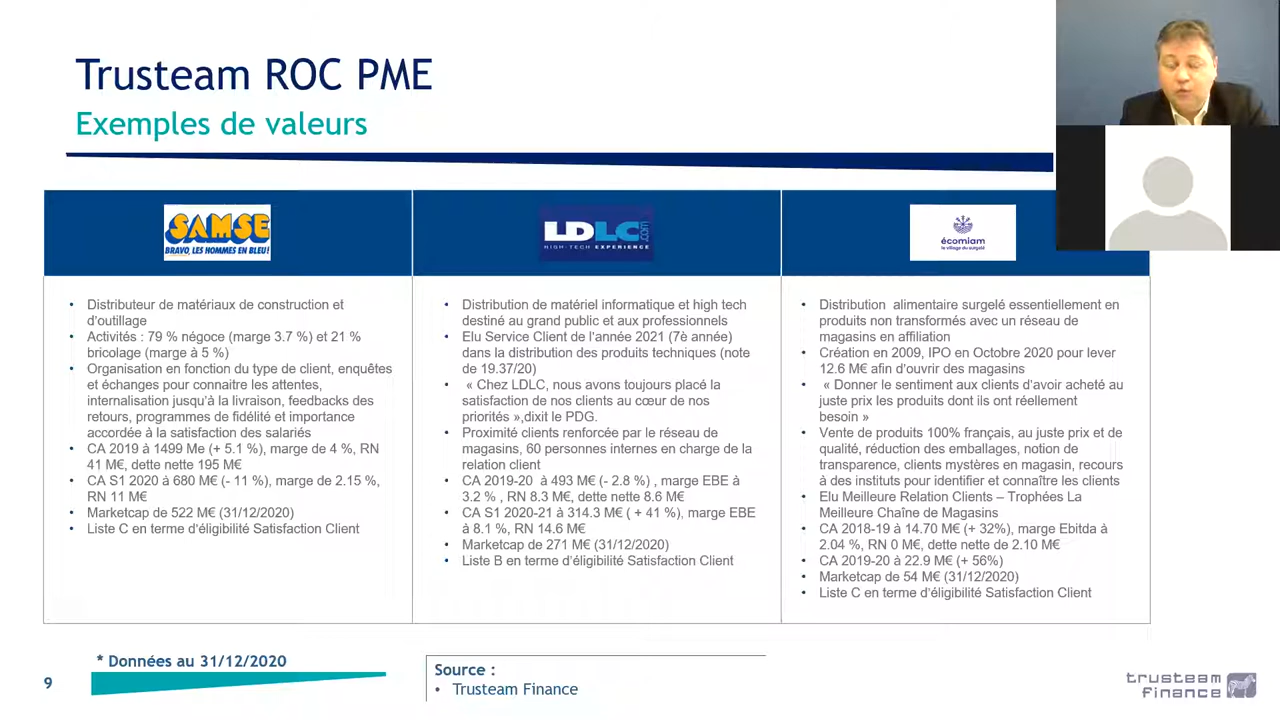 Trusteam ROC PME
Exemples de valeurs
SAMSE
BRAVO, LES HOMMES EN BLEU!
LDLC.com
HIGH-TECH EXPERIENCE
écomiam
le village du surgelé
• Distributeur de matériaux de construction et
d'outillage
• Activités : 79 % négoce (marge 3.7 %) et 21 %
bricolage (marge à 5 %)
• Organisation en fonction du type de client, enquêtes
et échanges pour connaitre les attentes,
internalisation jusqu'à la livraison, feedbacks des
retours, programmes de fidélité et importance
accordée à la satisfaction des salariés
• CA 2019 à 1499 Me (+ 5.1 %), marge de 4 %, RN
41 M€, dette nette 195 M€
• CA S1 2020 à 680 M€ (- 11 %), marge de 2.15 %,
RN 11 M€
• Marketcap de 522 M€ (31/12/2020)
• Liste C en terme d'éligibilité Satisfaction Client
• Distribution de matériel informatique et high tech
destiné au grand public et aux professionnels
• Elu Service Client de l'année 2021 (7è année)
dans la distribution des produits techniques (note
de 19.37/20)
• « Chez LDLC, nous avons toujours placé la
satisfaction de nos clients au cœur de nos
priorités »,dixit le PDG.
• Proximité clients renforcée par le réseau de
magasins, 60 personnes internes en charge de la
relation client
• CA 2019-20 à 493 M€ (- 2.8 %) , marge EBE à
3.2 % , RN 8.3 M€, dette nette 8.6 M€
• CA S1 2020-21 à 314.3 M€ ( + 41 %), marge EBE
à 8.1 %, RN 14.6 M€
• Marketcap de 271 M€ (31/12/2020)
• Liste B en terme d'éligibilité Satisfaction Client
• Distribution alimentaire surgelé essentiellement en
produits non transformés avec un réseau de
magasins en affiliation
• Création en 2009, IPO en Octobre 2020 pour lever
12.6 M€ afin d'ouvrir des magasins
• « Donner le sentiment aux clients d'avoir acheté au
juste prix les produits dont ils ont réellement
besoin »
• Vente de produits 100% français, au juste prix et de
qualité, réduction des emballages, notion de
transparence, clients mystères en magasin, recours
à des instituts pour identifier et connaître les clients
• Elu Meilleure Relation Clients – Trophées La
Meilleure Chaîne de Magasins
• CA 2018-19 à 14.70 M€ (+ 32%), marge Ebitda à
2.04 %, RN 0 M€, dette nette de 2.10 M€
• CA 2019-20 à 22.9 M€ (+ 56%)
• Marketcap de 54 M€ (31/12/2020)
• Liste C en terme d'éligibilité Satisfaction Client
* Données au 31/12/2020
Source :
• Trusteam Finance
9
trusteam
finance